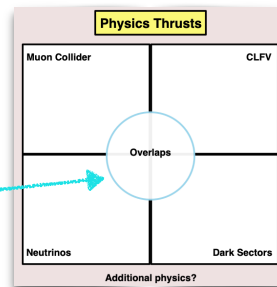 Physics Thrusts
Muon Collider
CLFV
Overlaps
Neutrinos
Dark Sectors
Additional physics?